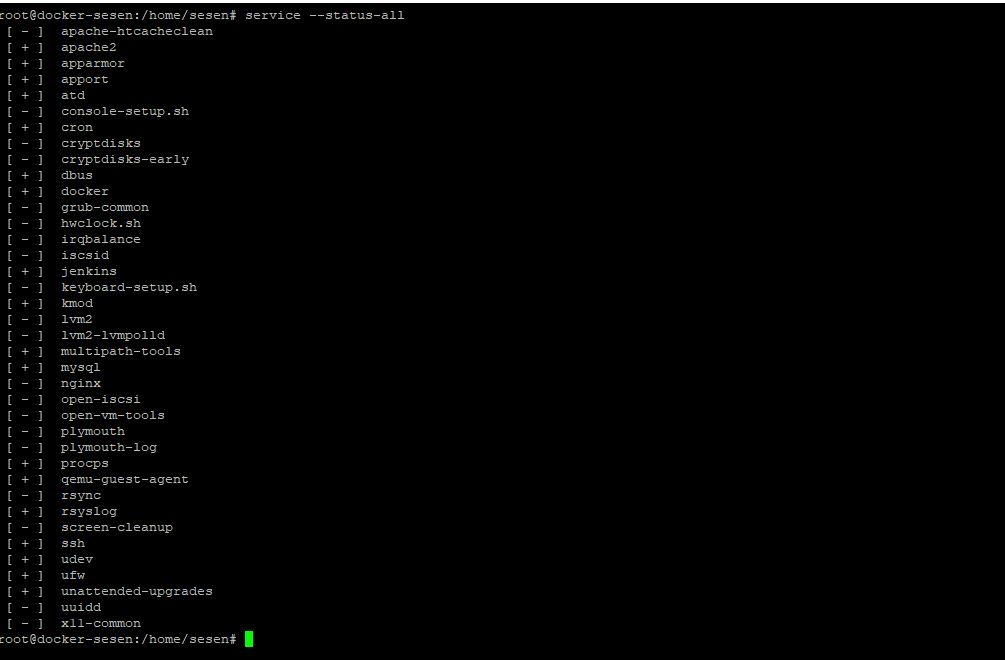 root@docker-sesen:/home/sesen# service --status-all
[ - ] apache-htcacheclean
[ + ] apache2
[ + ] apparmor
[ + ] apport
[ + ] atd
[ - ] console-setup.sh
[ + ] cron
[ - ] cryptdisks
[ - ] cryptdisks-early
[ + ] dbus
[ + ] docker
[ - ] grub-common
[ - ] hwclock.sh
[ - ] irqbalance
[ - ] iscsid
[ + ] jenkins
[ - ] keyboard-setup.sh
[ + ] kmod
[ - ] lvm2
[ - ] lvm2-lvmpolld
[ + ] multipath-tools
[ + ] mysql
[ - ] nginx
[ - ] open-iscsi
[ - ] open-vm-tools
[ - ] plymouth
[ - ] plymouth-log
[ + ] procps
[ + ] qemu-guest-agent
[ - ] rsync
[ + ] rsyslog
[ - ] screen-cleanup
[ + ] ssh
[ + ] udev
[ + ] ufw
[ + ] unattended-upgrades
[ - ] uuidd
[ - ] x11-common
root@docker-sesen:/home/sesen#